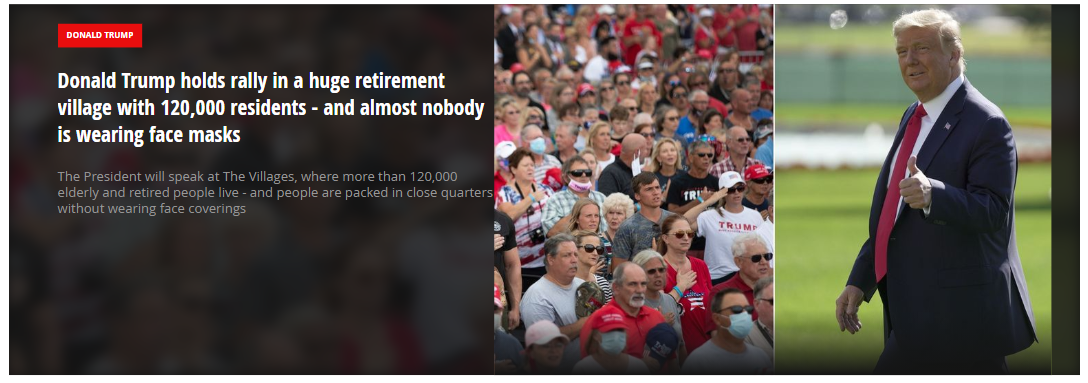 DONALD TRUMP
Donald Trump holds rally in a huge retirement
village with 120,000 residents - and almost nobody
is wearing face masks
The President will speak at The Villages, where more than 120,000
elderly and retired people live - and people are packed in close quarters
without wearing face coverings
TRUMP